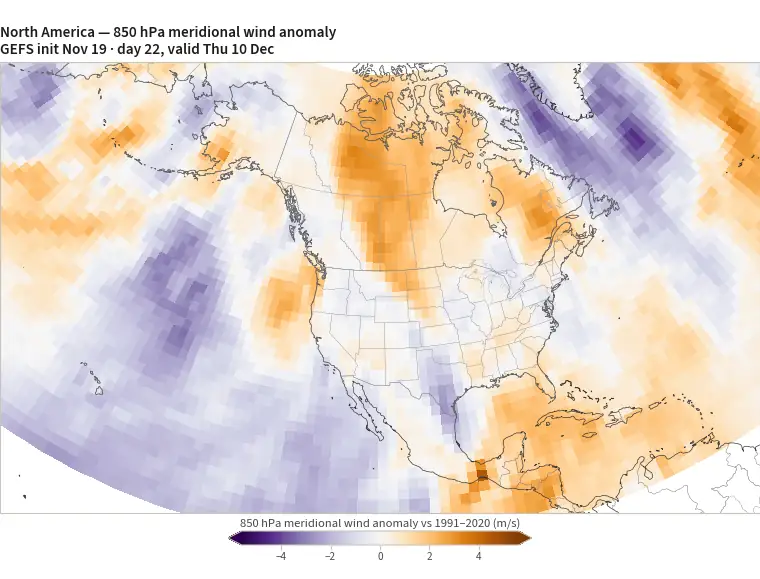 North America — 850 hPa meridional wind anomaly
GEFS init Nov 19 · day 22, valid Thu 10 Dec
850 hPa meridional wind anomaly vs 1991–2020 (m/s)
−4 −2 0 2 4